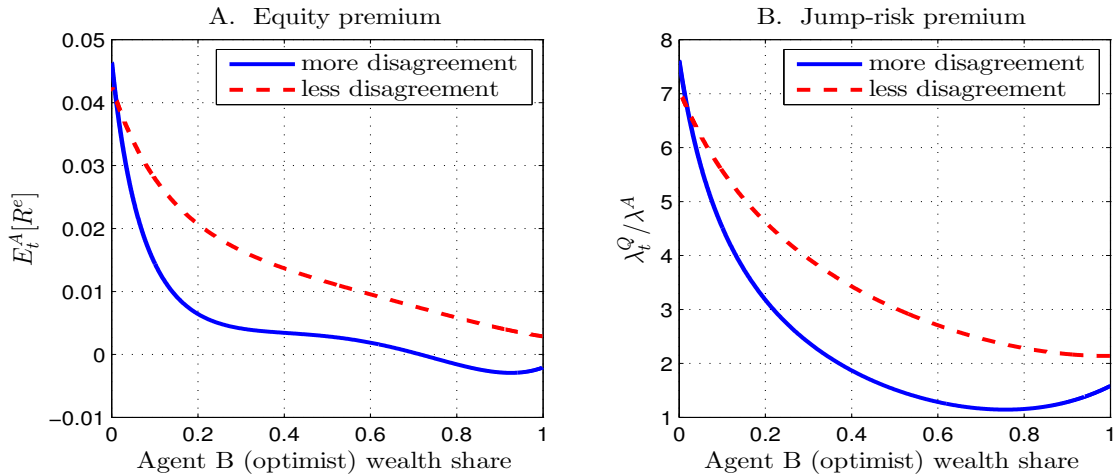 A. Equity premium
0.05
0.04
0.03
0.02
0.01
0
−0.01
E_t^A[R^e]
more disagreement
less disagreement
0 0.2 0.4 0.6 0.8 1
Agent B (optimist) wealth share
B. Jump-risk premium
8
7
6
5
4
3
2
1
λ_t^Q/λ^A
more disagreement
less disagreement
0 0.2 0.4 0.6 0.8 1
Agent B (optimist) wealth share